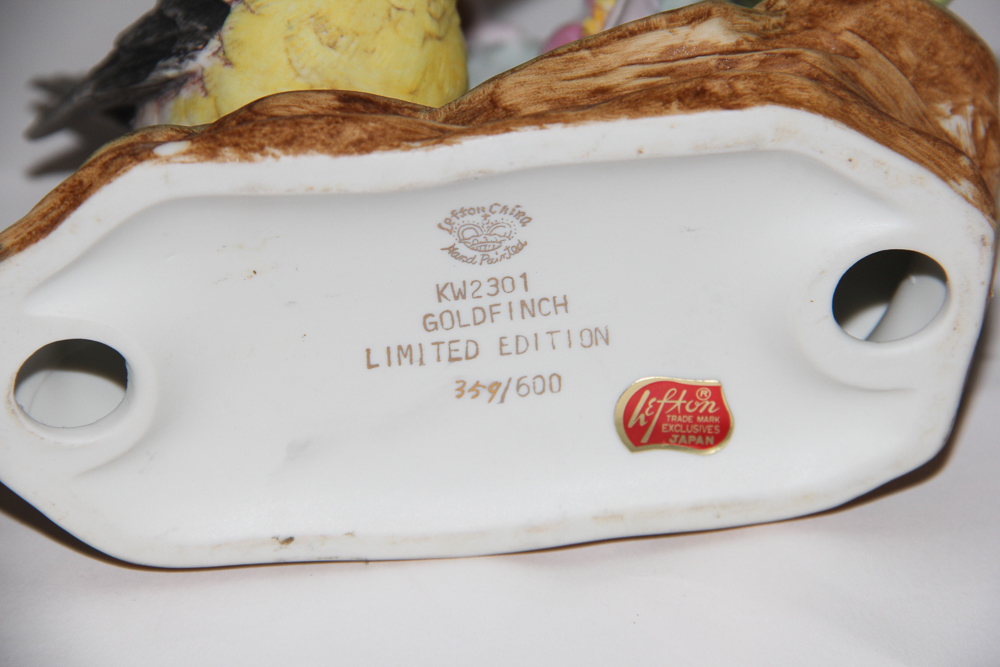 Lefton China
Hand Painted
KW2301
GOLDFINCH
LIMITED EDITION
359/600
Lefton ®
TRADE MARK
EXCLUSIVES
JAPAN